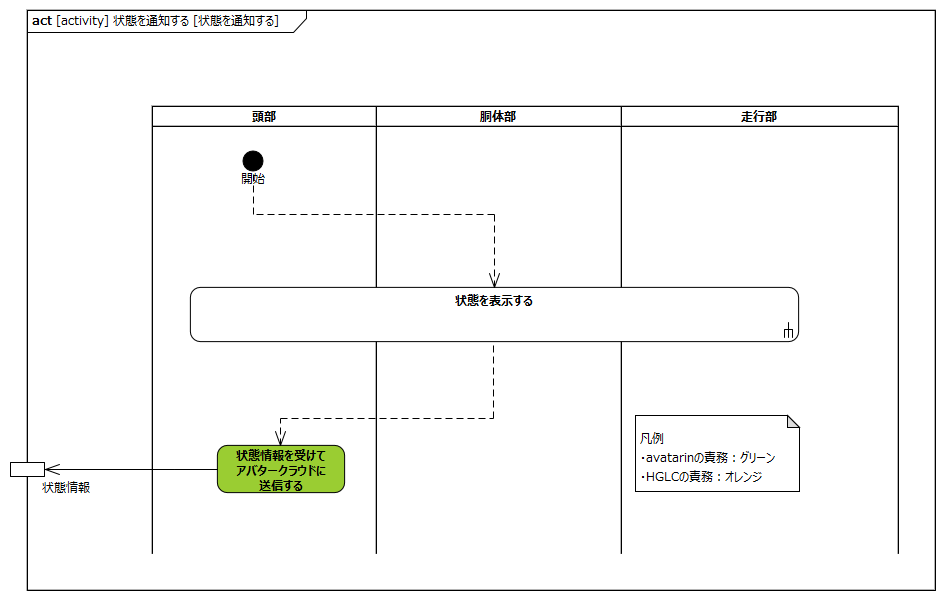 act [activity] 状態を通知する [状態を通知する]
頭部
胴体部
走行部
開始
状態を表示する
凡例
・avatarinの責務：グリーン
・HGLCの責務：オレンジ
状態情報を受けて
アバタークラウドに
送信する
状態情報